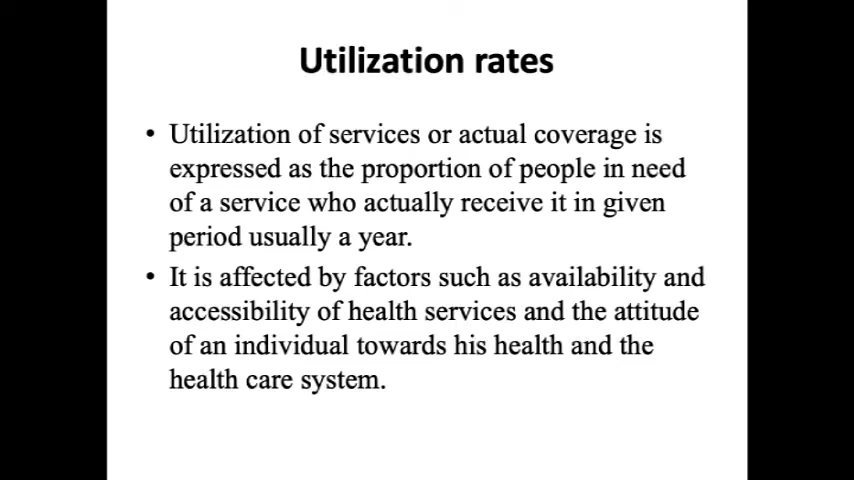 Utilization rates
• Utilization of services or actual coverage is
expressed as the proportion of people in need
of a service who actually receive it in given
period usually a year.
• It is affected by factors such as availability and
accessibility of health services and the attitude
of an individual towards his health and the
health care system.